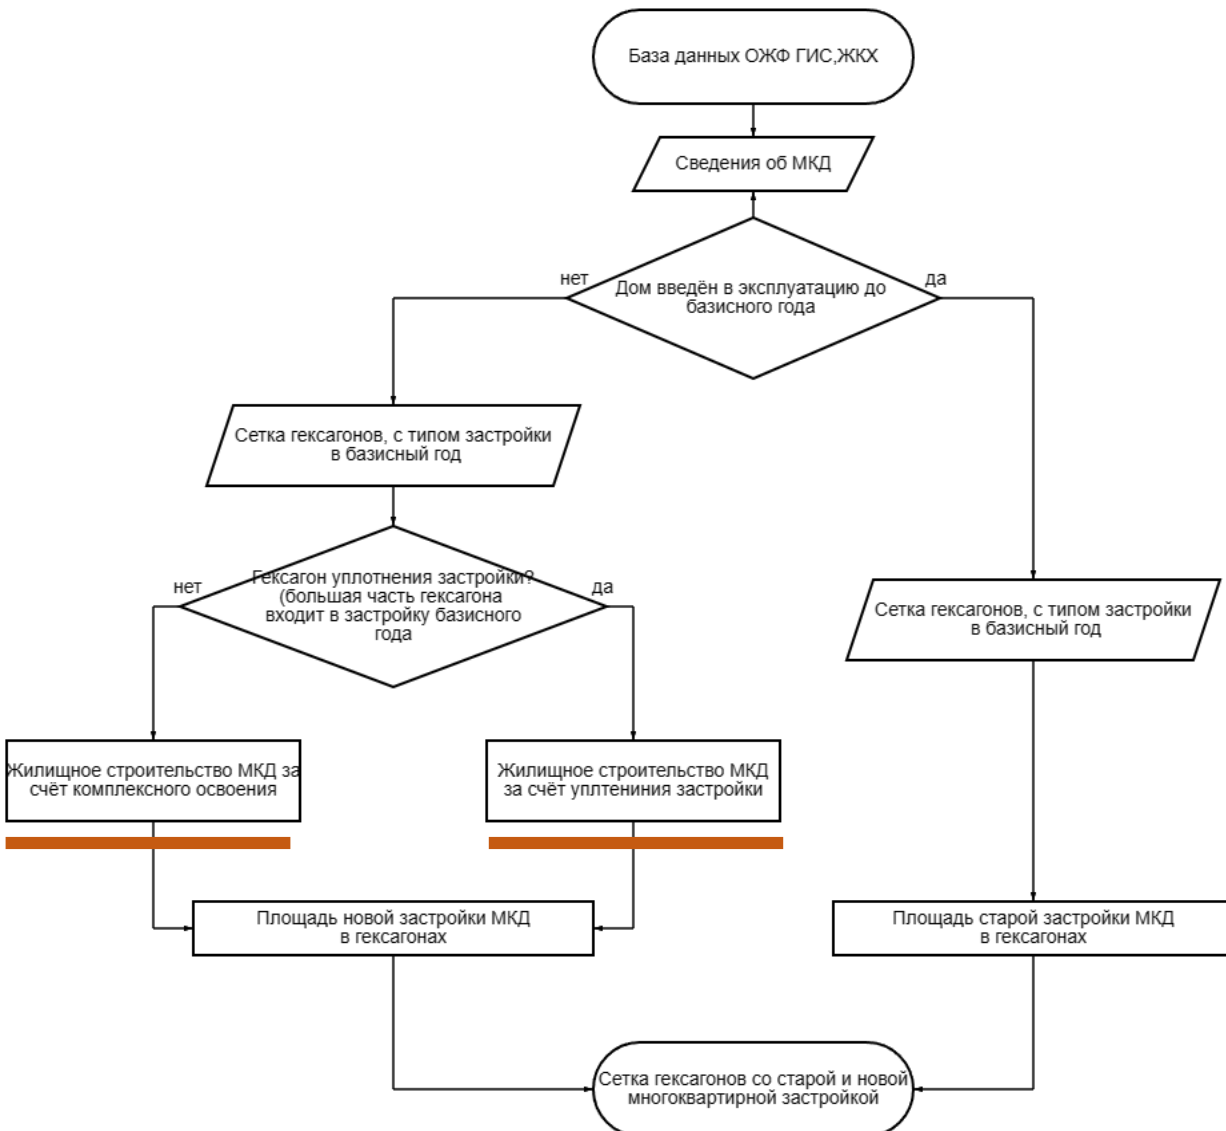 База данных ОЖФ ГИС,ЖКХ
Сведения об МКД
нет
да
Дом введён в эксплуатацию до
базисного года
Сетка гексагонов, с типом застройки
в базисный год
нет
да
Гексагон уплотнения застройки?
(большая часть гексагона
входит в застройку базисного
года
Сетка гексагонов, с типом застройки
в базисный год
Жилищное строительство МКД за
счёт комплексного освоения
Жилищное строительство МКД
за счёт уплтениния застройки
Площадь новой застройки МКД
в гексагонах
Площадь старой застройки МКД
в гексагонах
Сетка гексагонов со старой и новой
многоквартирной застройкой